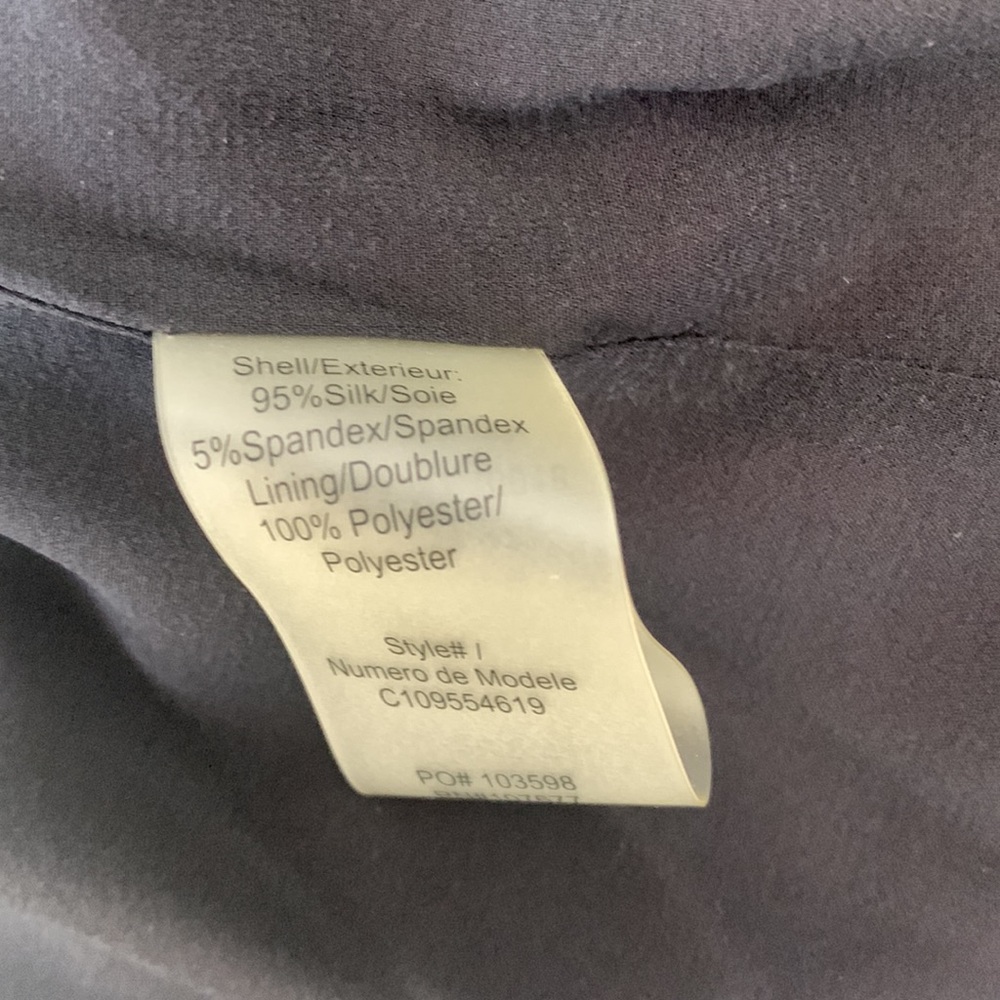 Shell/Exterieur:
95%Silk/Soie
5%Spandex/Spandex
Lining/Doublure
100% Polyester/
Polyester
Style# /
Numero de Modele
C109554619
PO# 103598